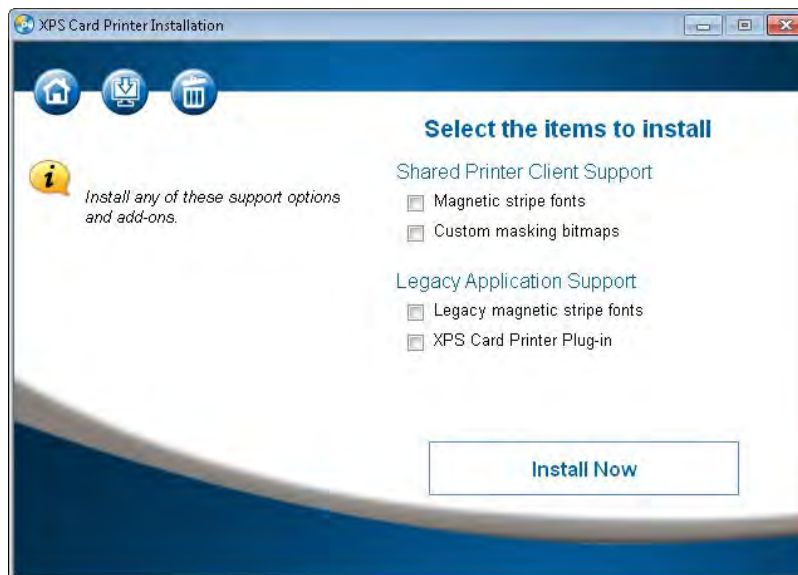 XPS Card Printer Installation
Select the items to install
Install any of these support options
and add-ons.
Shared Printer Client Support
Magnetic stripe fonts
Custom masking bitmaps
Legacy Application Support
Legacy magnetic stripe fonts
XPS Card Printer Plug-in
Install Now